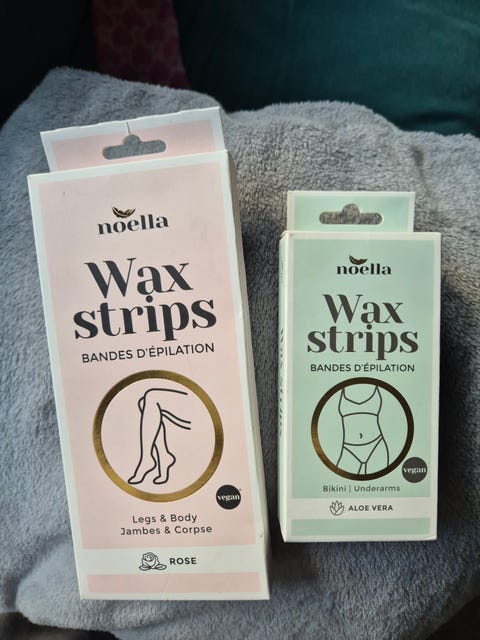 noella
Wax
strips
BANDES D'ÉPILATION
vegan
Legs & Body
Jambes & Corpse
ROSE
noella
Wax
strips
BANDES D'ÉPILATION
vegan
Bikini | Underarms
ALOE VERA